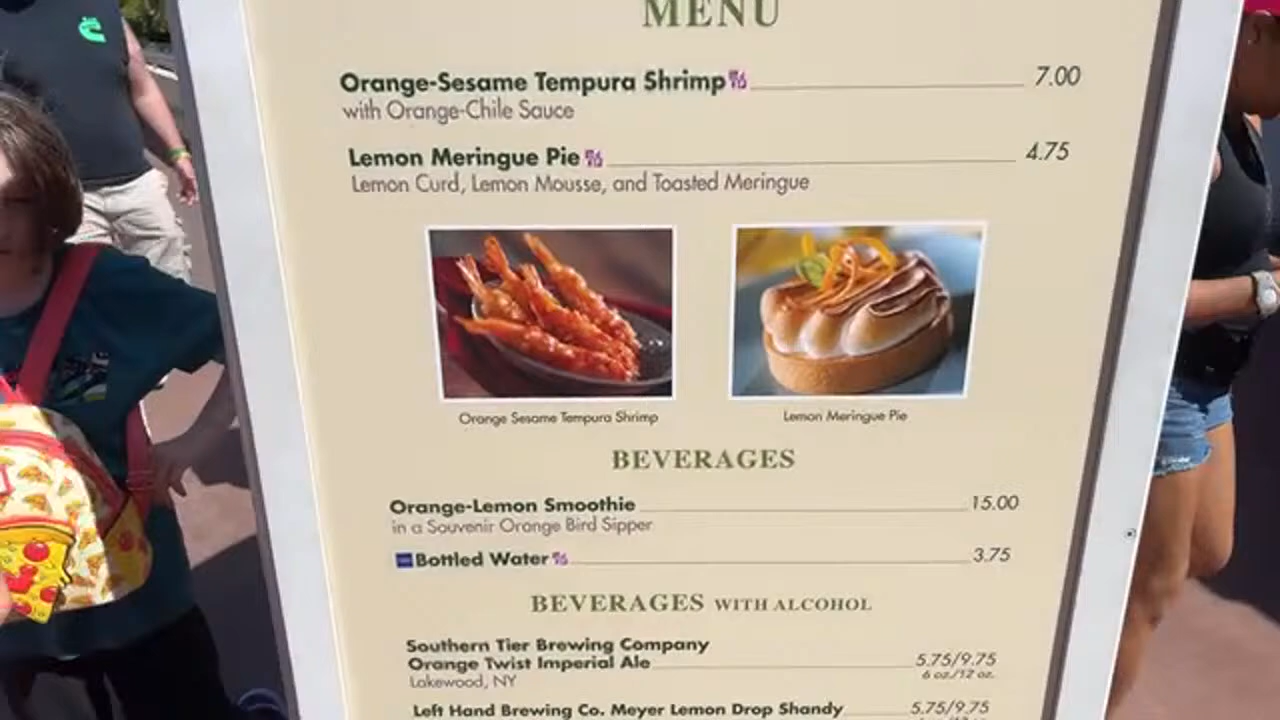 MENU
Orange-Sesame Tempura Shrimp 7.00
with Orange-Chile Sauce
Lemon Meringue Pie 4.75
Lemon Curd, Lemon Mousse, and Toasted Meringue
Orange Sesame Tempura Shrimp
Lemon Meringue Pie
BEVERAGES
Orange-Lemon Smoothie 15.00
in a Souvenir Orange Bird Sipper
Bottled Water 3.75
BEVERAGES WITH ALCOHOL
Southern Tier Brewing Company
Orange Twist Imperial Ale 5.75/9.75
Lakewood, NY 6 oz./12 oz.
Left Hand Brewing Co. Meyer Lemon Drop Shandy 5.75/9.75